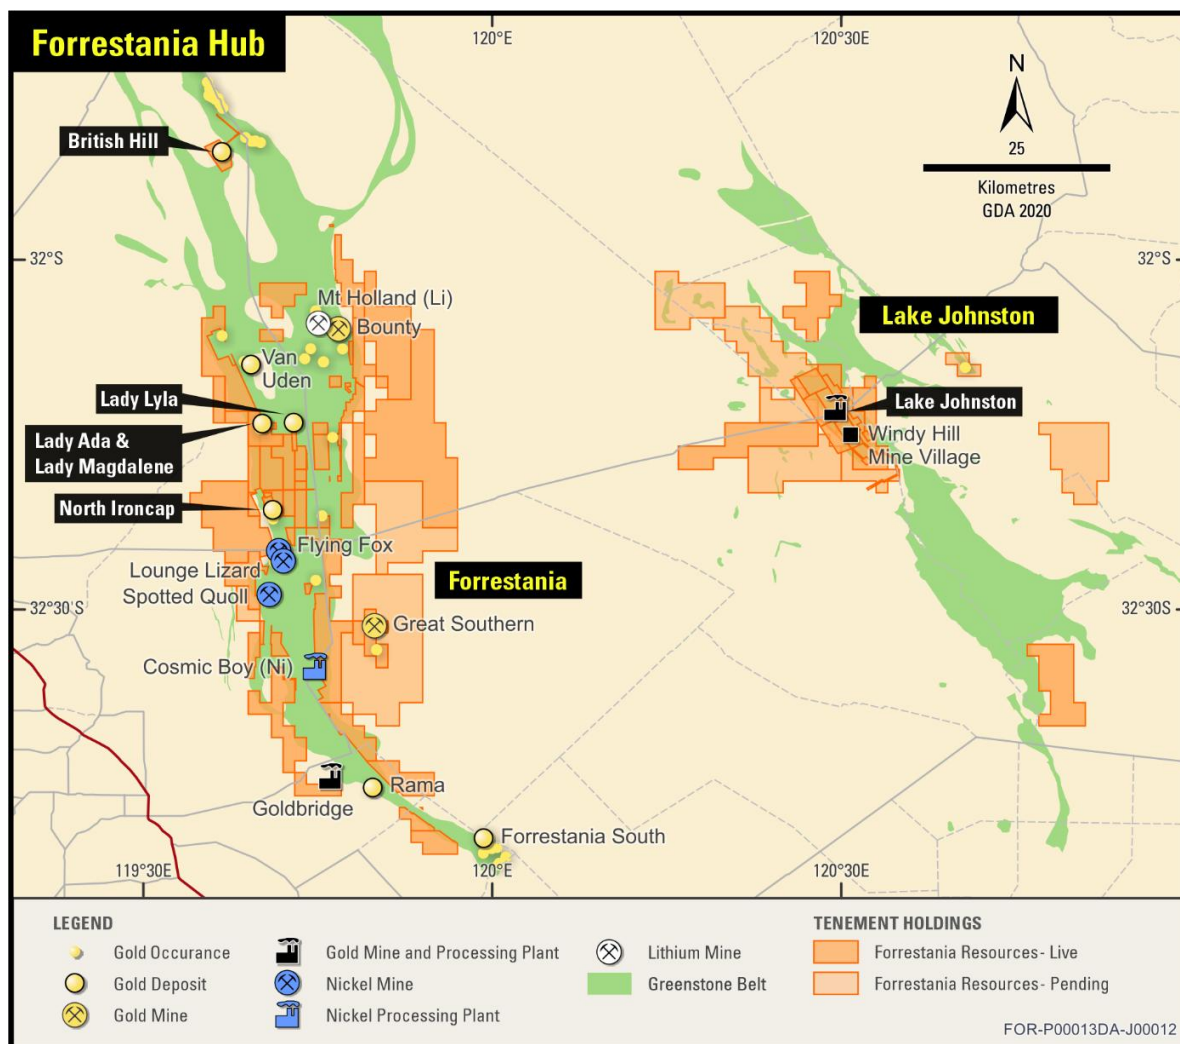 Forrestania Hub
120°E
120°30E
N
25
Kilometres
GDA 2020
British Hill
32°S
32°S
Mt Holland (Li)
Bounty
Lake Johnston
Van
Uden
Lady Lyla
Lake Johnston
Lady Ada &
Lady Magdalene
Windy Hill
Mine Village
North Ironcap
Flying Fox
Lounge Lizard
Forrestania
Spotted Quoll
32°30'S
32°30S
Great Southern
Cosmic Boy (Ni)
Rama
Goldbridge
Forrestania South
119°30E
120°E
120°30E
LEGEND
Gold Occurance
Gold Deposit
Gold Mine
Gold Mine and Processing Plant
Nickel Mine
Nickel Processing Plant
Lithium Mine
Greenstone Belt
TENEMENT HOLDINGS
Forrestania Resources- Live
Forrestania Resources- Pending
FOR-P00013DA-J00012